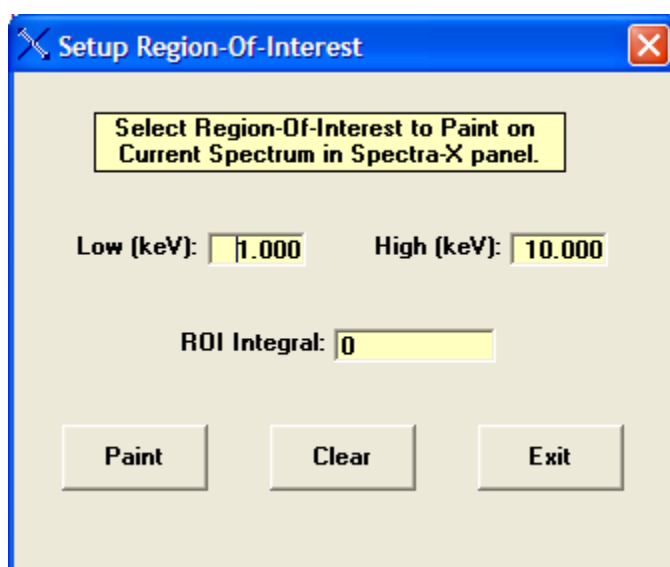 Setup Region-Of-Interest
Select Region-Of-Interest to Paint on
Current Spectrum in Spectra-X panel.
Low (keV): 1.000 High (keV): 10.000
ROI Integral: 0
Paint Clear Exit